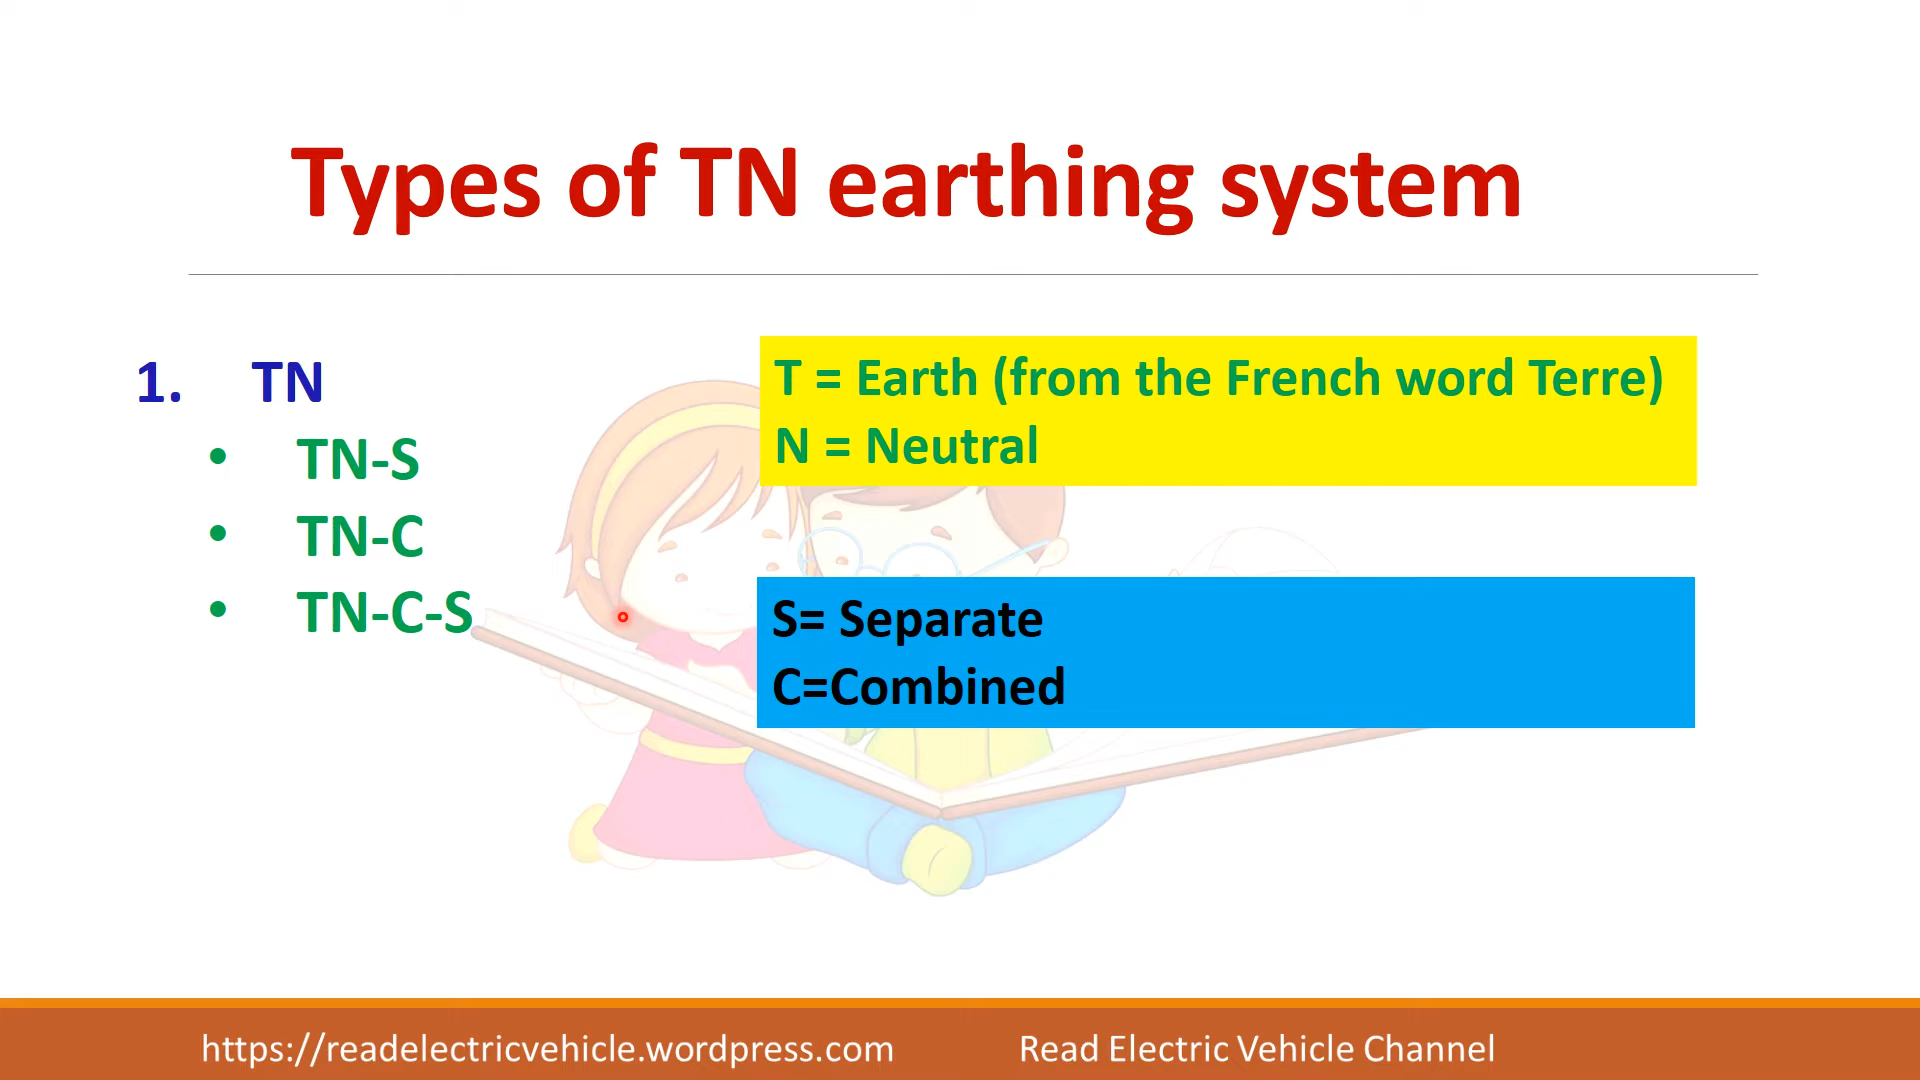 Types of TN earthing system
1. TN
• TN-S
• TN-C
• TN-C-S
T = Earth (from the French word Terre)
N = Neutral
S= Separate
C=Combined
https://readelectricvehicle.wordpress.com
Read Electric Vehicle Channel